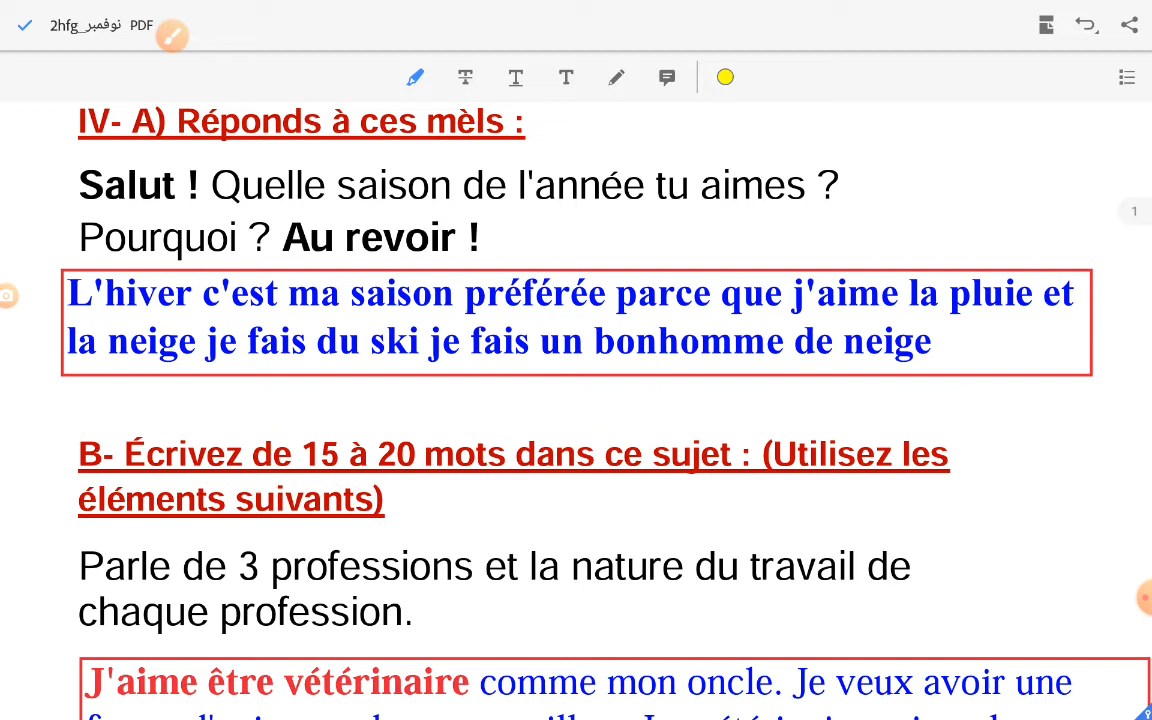 2hfg_نوفمبر PDF
IV- A) Réponds à ces mèls :
Salut ! Quelle saison de l'année tu aimes ?
Pourquoi ? Au revoir !
1
L'hiver c'est ma saison préférée parce que j'aime la pluie et
la neige je fais du ski je fais un bonhomme de neige
B- Écrivez de 15 à 20 mots dans ce sujet : (Utilisez les
éléments suivants)
Parle de 3 professions et la nature du travail de
chaque profession.
J'aime être vétérinaire comme mon oncle. Je veux avoir une